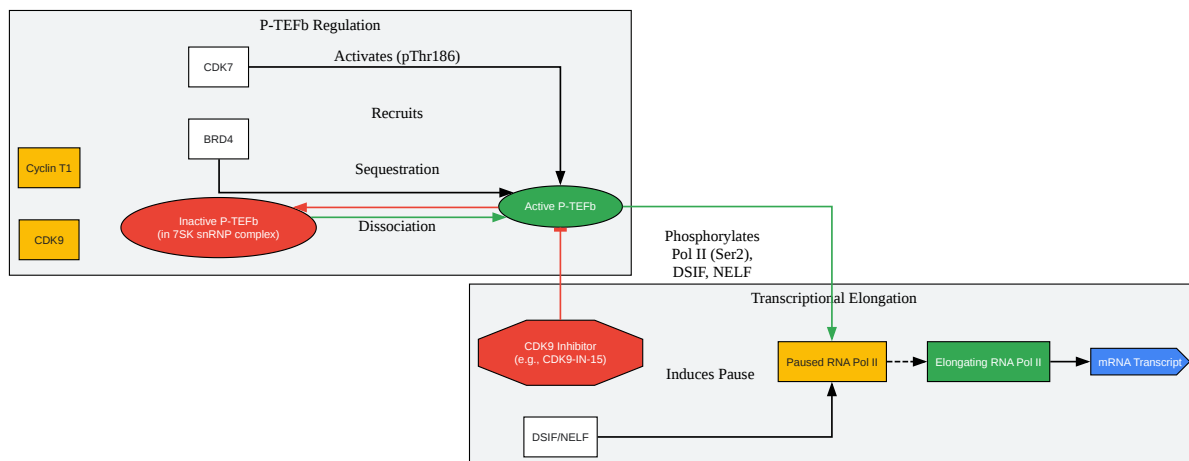 P-TEFb Regulation
CDK7
Activates (pThr186)
Recruits
BRD4
Cyclin T1
Sequestration
Active P-TEFb
Inactive P-TEFb
(in 7SK snRNP complex)
Dissociation
CDK9
Phosphorylates
Pol II (Ser2),
DSIF, NELF
Transcriptional Elongation
CDK9 Inhibitor
(e.g., CDK9-IN-15)
Induces Pause
Paused RNA Pol II
Elongating RNA Pol II
mRNA Transcript
DSIF/NELF